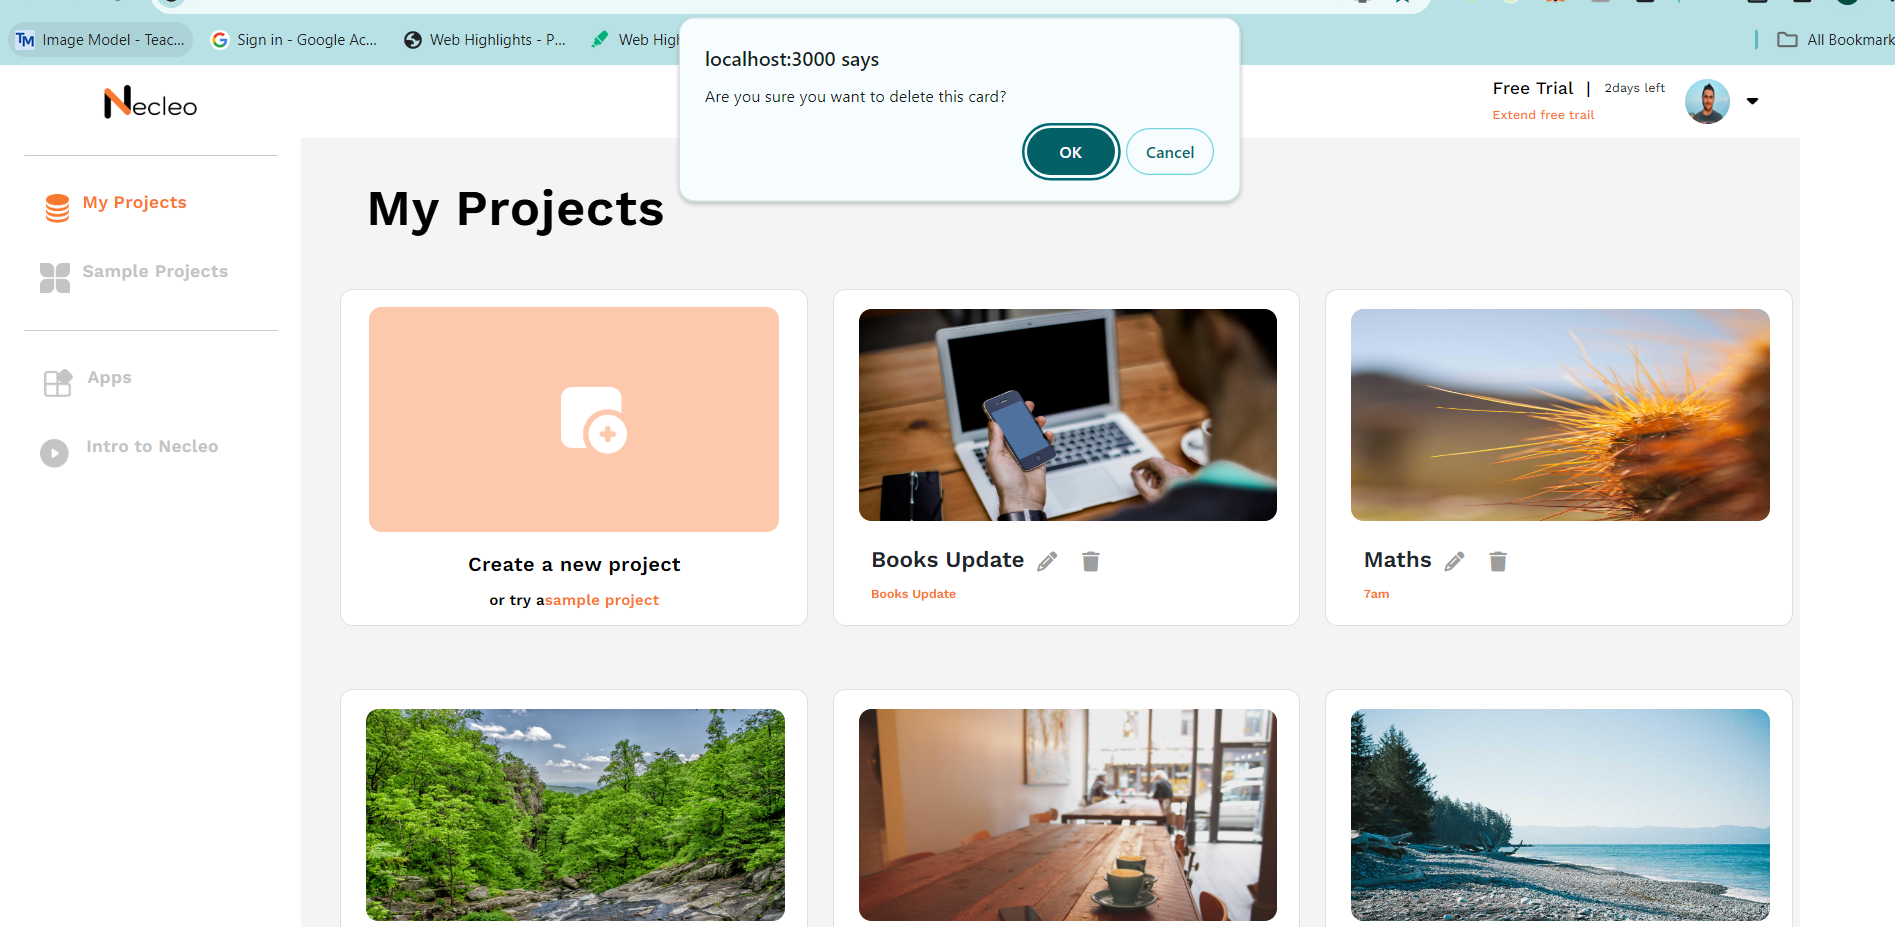 Image Model - Teac...
Sign in - Google Ac...
Web Highlights - P...
Web High
All Bookmark
localhost:3000 says
Are you sure you want to delete this card?
OK
Cancel
Necleo
Free Trial | 2days left
Extend free trail
My Projects
Sample Projects
Apps
Intro to Necleo
My Projects
Create a new project
or try asample project
Books Update
Books Update
Maths
7am